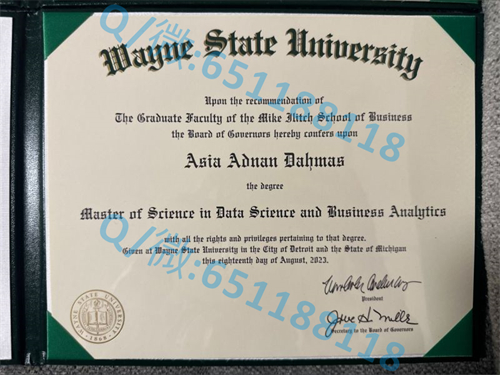 Wayne State University
Upon the recommendation of
The Graduate Faculty of the Mike Ilitch School of Business
the Board of Governors hereby confers upon
Asia Adnan Dahmas
the degree
Master of Science in Data Science and Business Analytics
with all the rights and privileges pertaining to that degree.
Given at Wayne State University in the City of Detroit and the State of Michigan
this eighteenth day of August, 2023.
President
Secretary to the Board of Governors
WAYNE STATE UNIVERSITY
1868
Q/微:651188118
Q/微:651188118